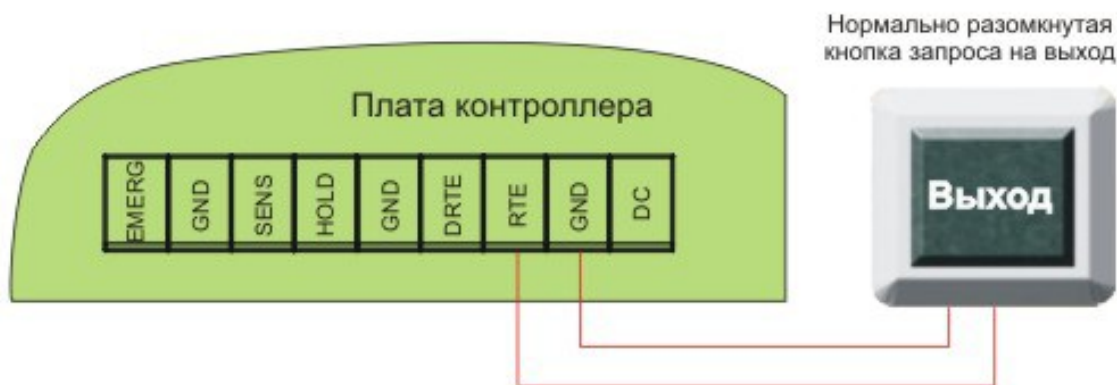 Нормально разомкнутая
кнопка запроса на выход
Плата контроллера
EMERG
GND
SENS
HOLD
GND
DRTE
RTE
GND
DC
Выход